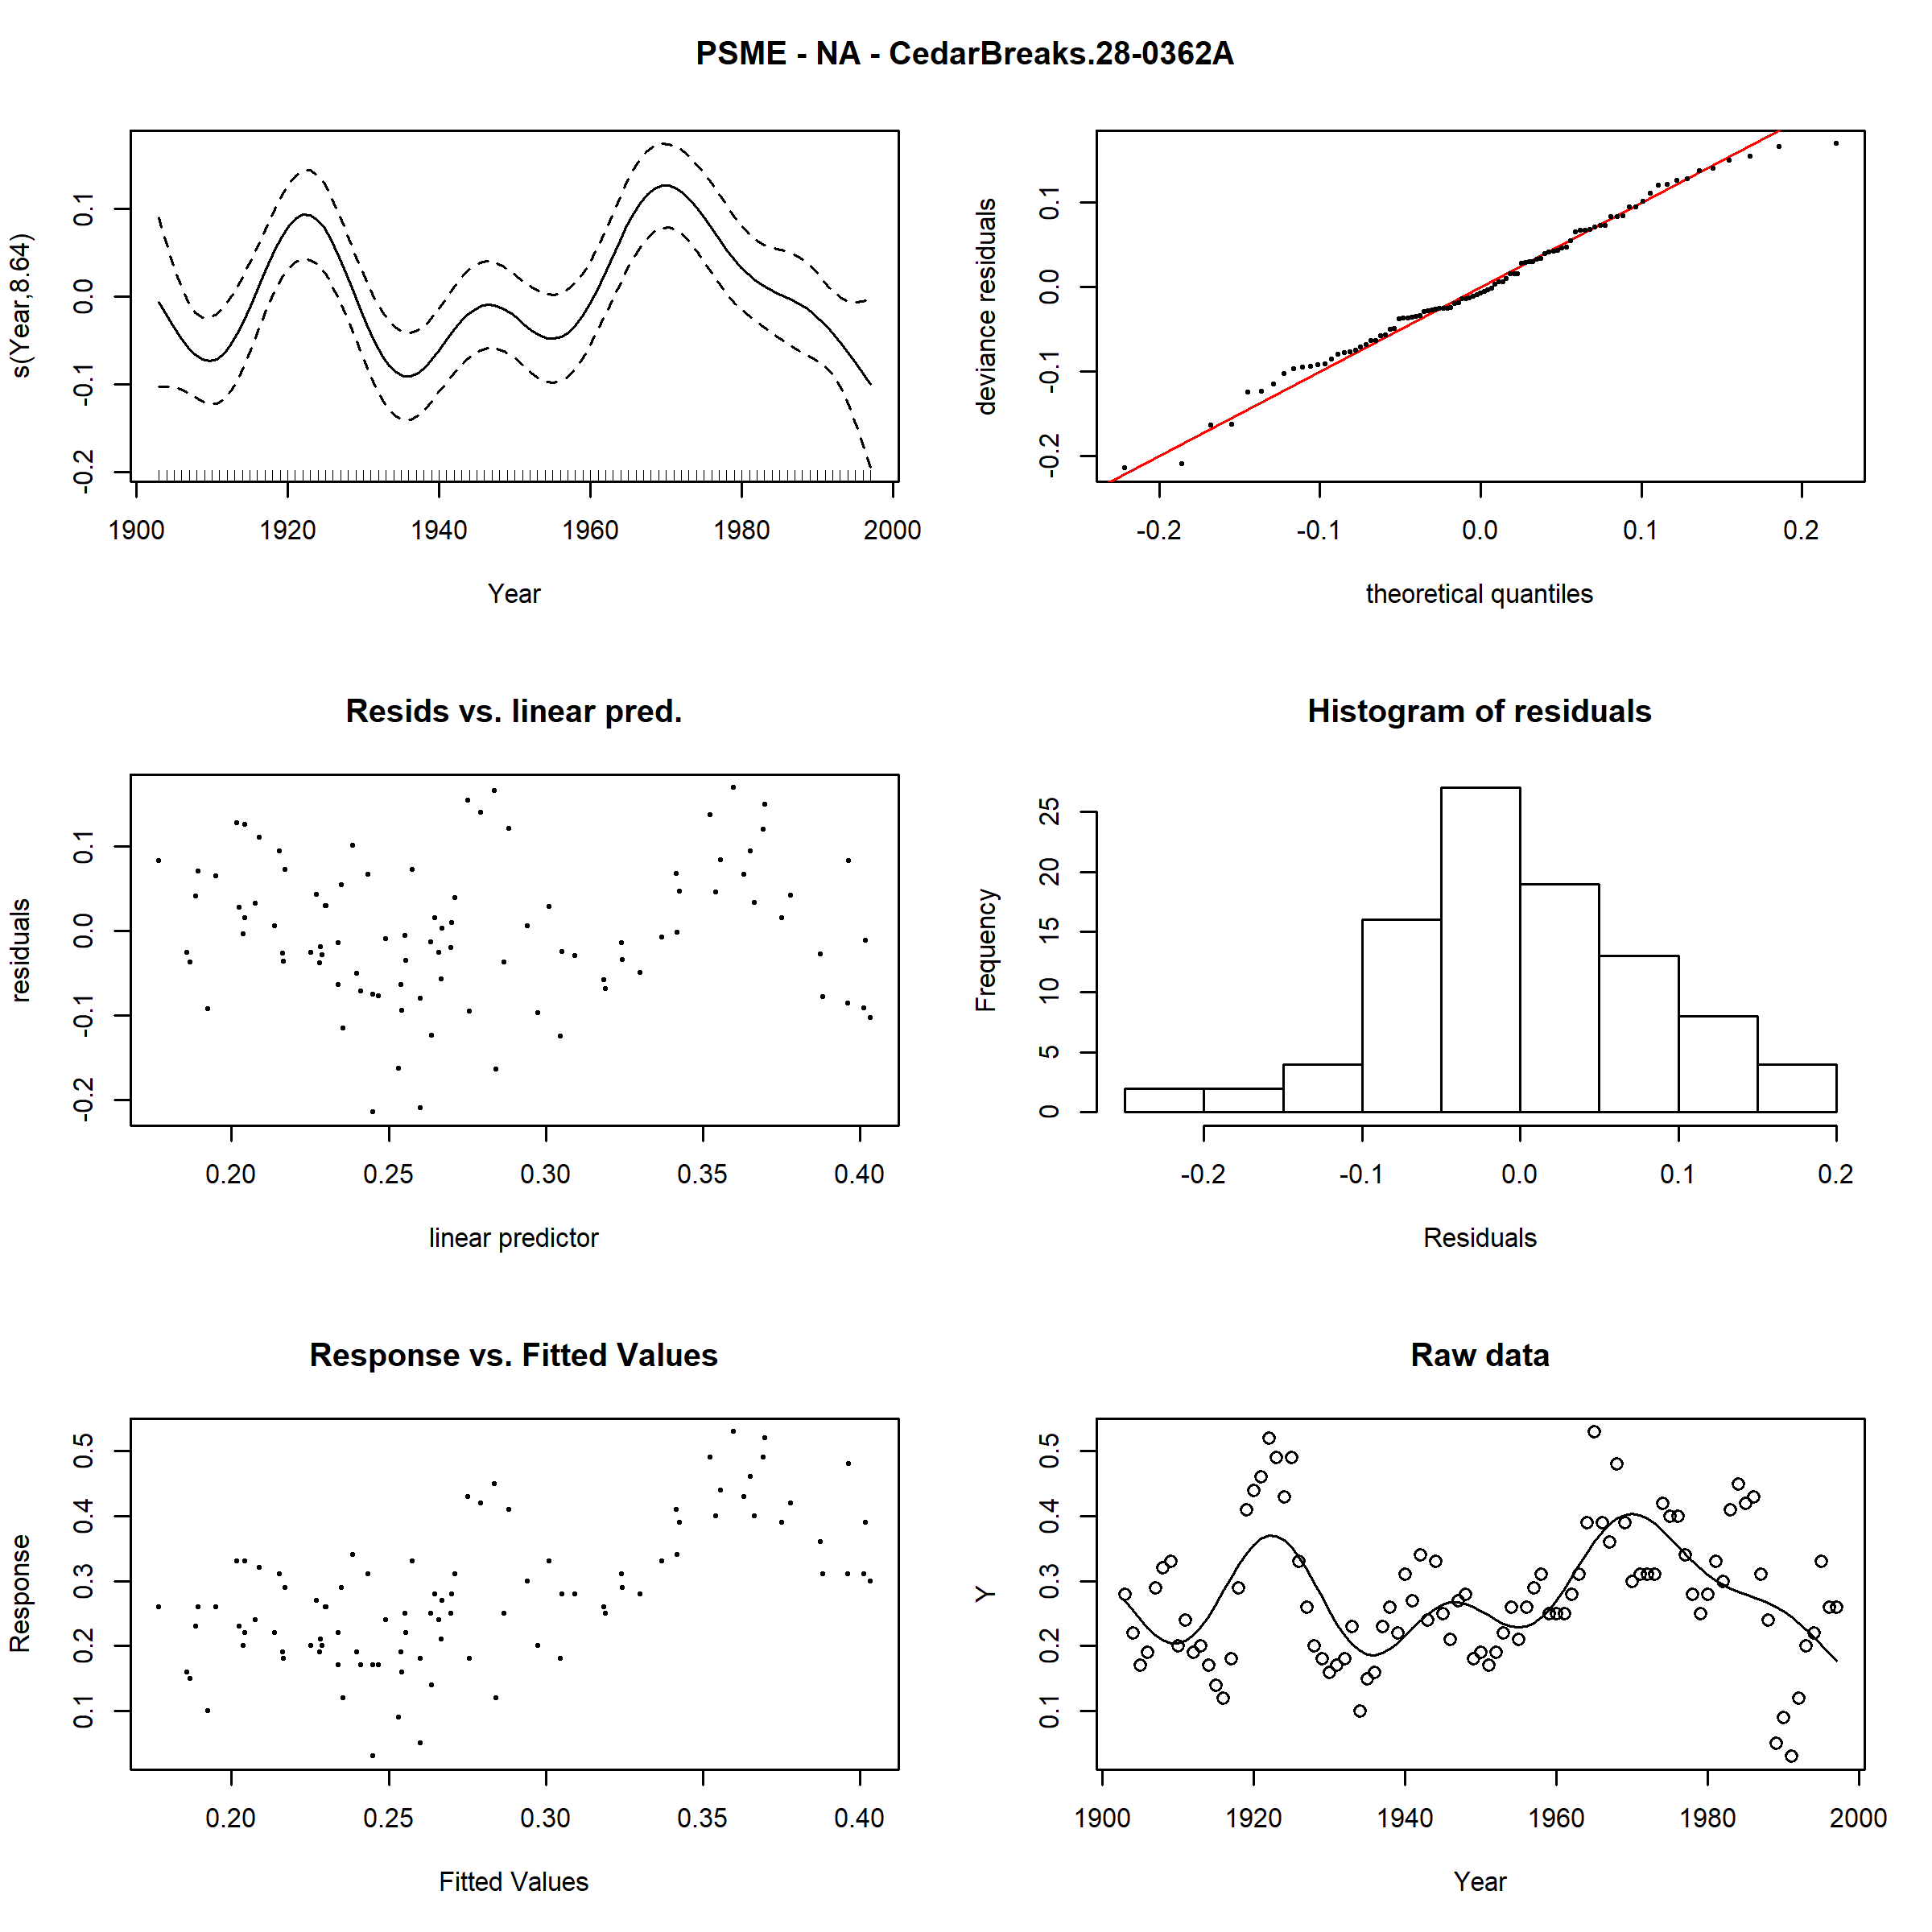 PSME - NA - CedarBreaks.28-0362A
s(Year,8.64)
-0.2 -0.1 0.0 0.1
1900 1920 1940 1960 1980 2000
Year
deviance residuals
-0.2 -0.1 0.0 0.1
-0.2 -0.1 0.0 0.1 0.2
theoretical quantiles
Resids vs. linear pred.
residuals
-0.2 -0.1 0.0 0.1
0.20 0.25 0.30 0.35 0.40
linear predictor
Histogram of residuals
Frequency
0 5 10 15 20 25
-0.2 -0.1 0.0 0.1 0.2
Residuals
Response vs. Fitted Values
Response
0.1 0.2 0.3 0.4 0.5
0.20 0.25 0.30 0.35 0.40
Fitted Values
Raw data
Y
0.1 0.2 0.3 0.4 0.5
1900 1920 1940 1960 1980 2000
Year